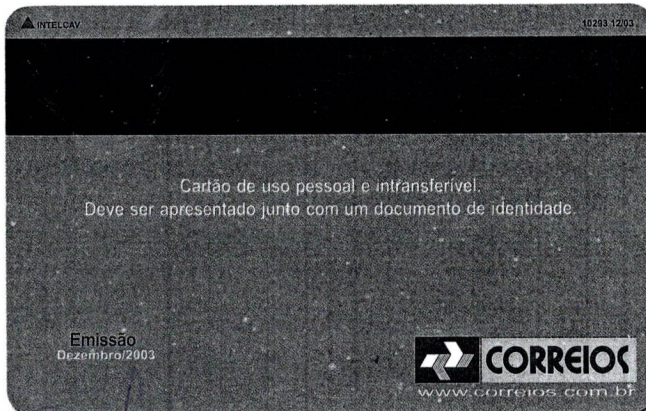 INTELCAV
10293 12/03
Cartão de uso pessoal e intransferível.
Deve ser apresentado junto com um documento de identidade.
Emissão
Dezembro/2003
CORREIOS
www.correios.com.br